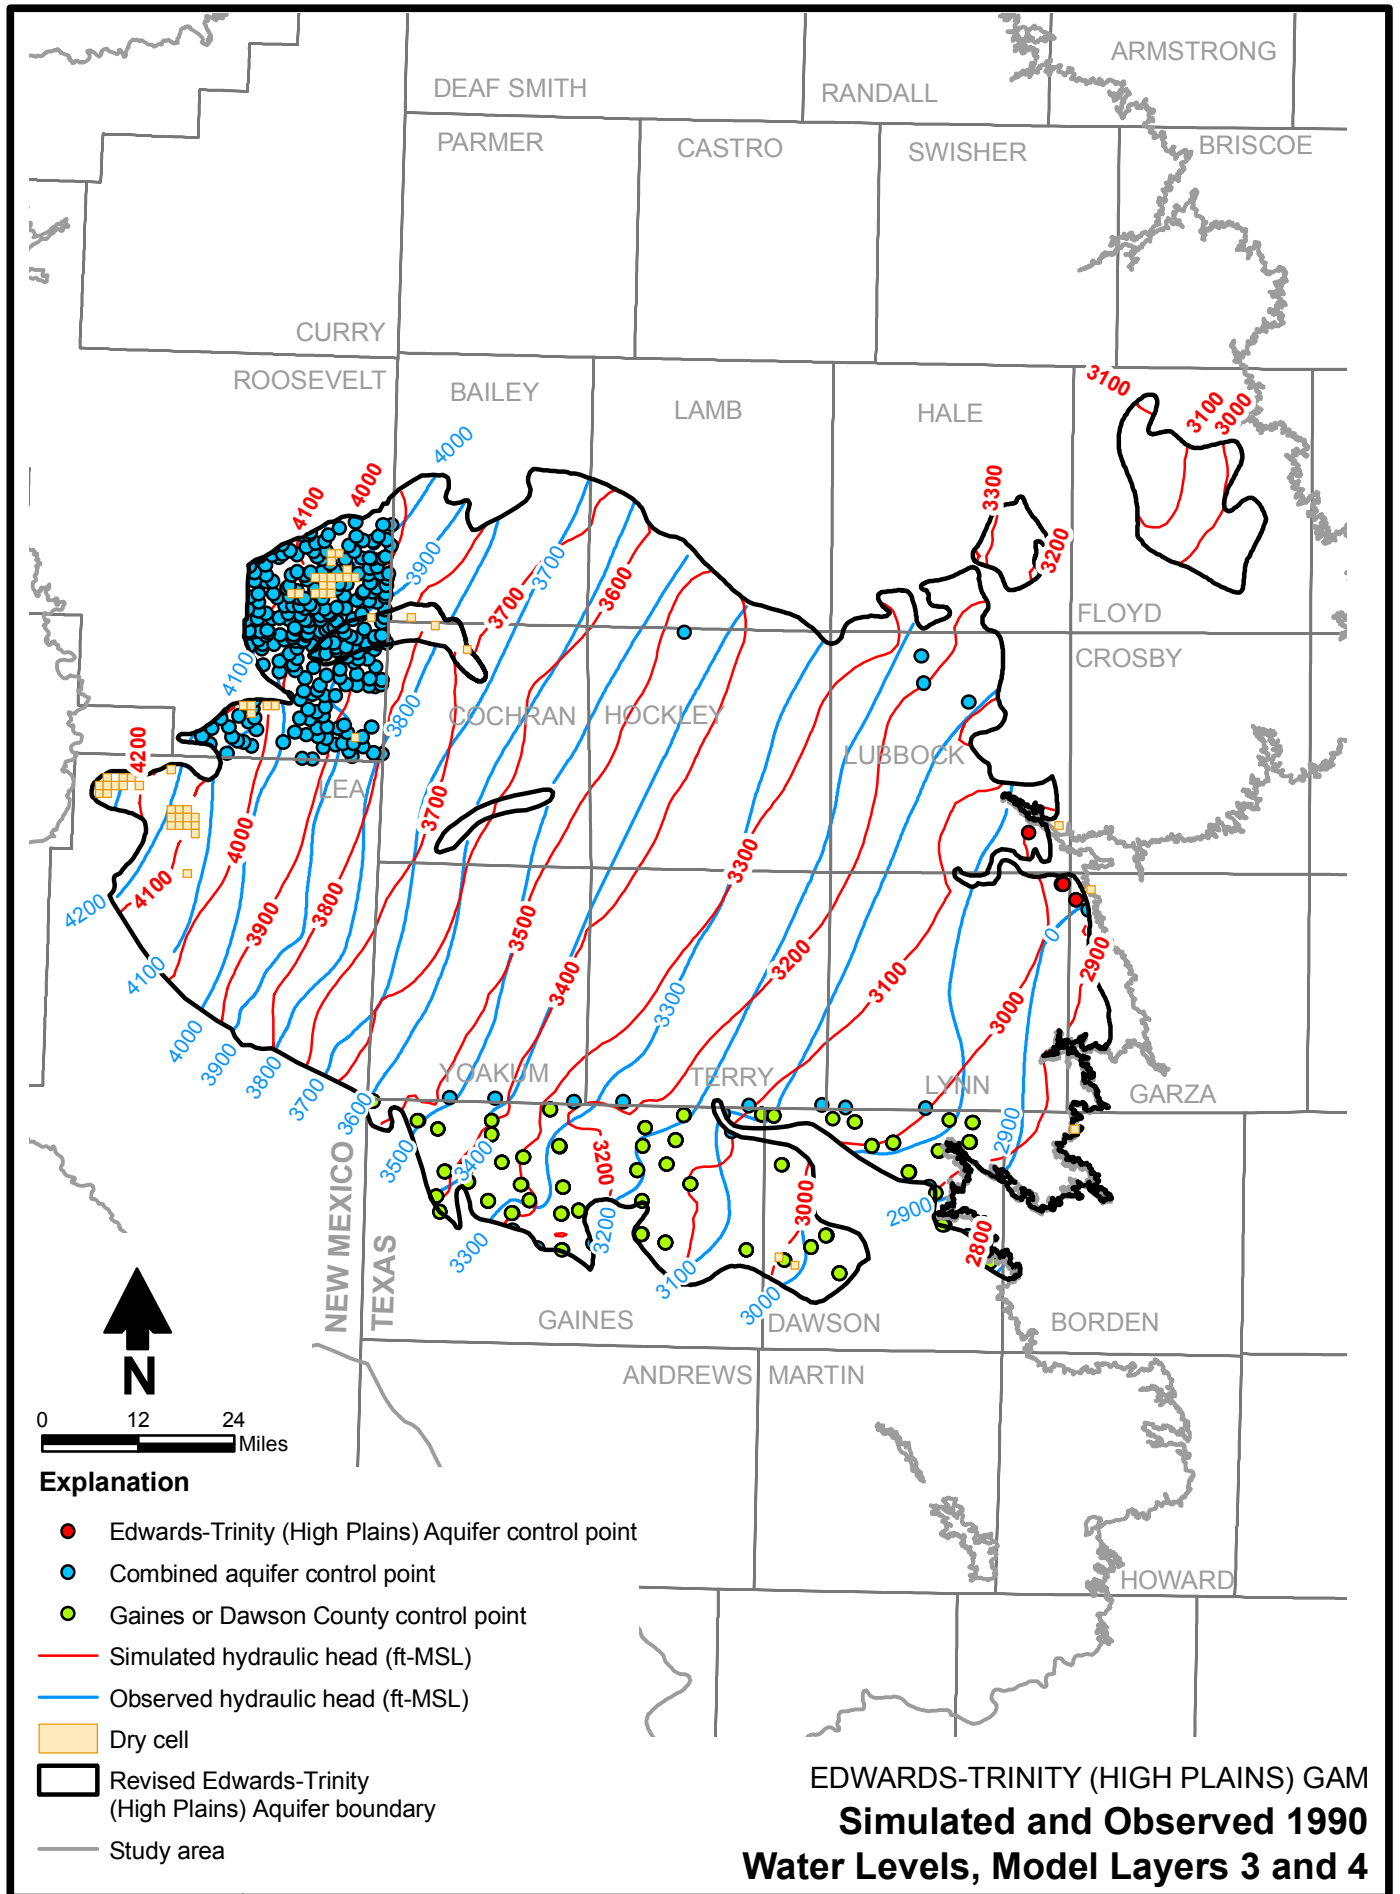 ARMSTRONG
DEAF SMITH
RANDALL
PARMER
CASTRO
SWISHER
BRISCOE
CURRY
ROOSEVELT
BAILEY
LAMB
HALE
3100
3100
3000
4000
4000
4100
3300
3200
3900
3700
3700
3600
FLOYD
CROSBY
4100
3800
COCHRAN
HOCKLEY
LUBBOCK
4200
LEA
3700
4000
3300
4100
4200
3900
3800
3500
3400
3200
3100
3000
2900
0
4100
3300
4000
3900
3800
3700
3600
YOAKUM
TERRY
LYNN
GARZA
2900
3500
3400
3200
3000
2900
3300
3200
3100
3000
2800
NEW MEXICO
TEXAS
GAINES
DAWSON
BORDEN
ANDREWS
MARTIN
HOWARD
N
0 12 24
Miles
Explanation
Edwards-Trinity (High Plains) Aquifer control point
Combined aquifer control point
Gaines or Dawson County control point
Simulated hydraulic head (ft-MSL)
Observed hydraulic head (ft-MSL)
Dry cell
Revised Edwards-Trinity
(High Plains) Aquifer boundary
Study area
EDWARDS-TRINITY (HIGH PLAINS) GAM
Simulated and Observed 1990
Water Levels, Model Layers 3 and 4